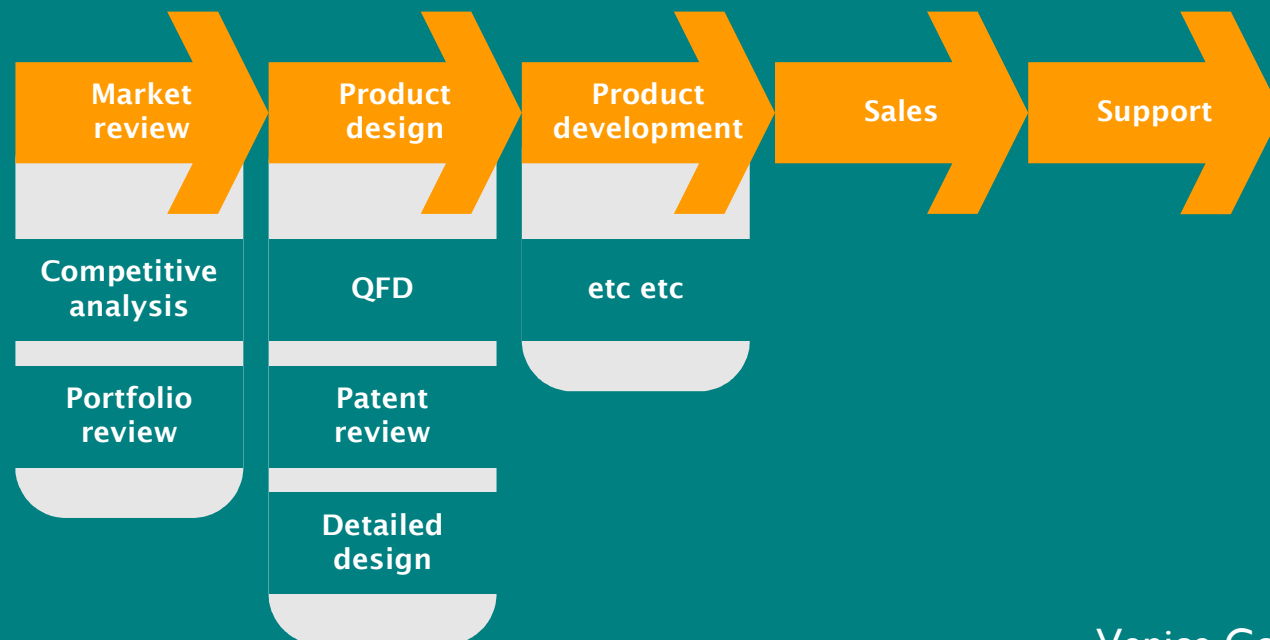 Market
review
Product
design
Product
development
Sales
Support
Competitive
analysis
QFD
etc etc
Portfolio
review
Patent
review
Detailed
design